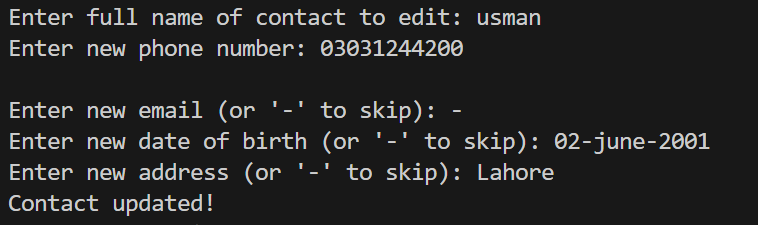 Enter full name of contact to edit: usman
Enter new phone number: 03031244200
Enter new email (or '-' to skip): -
Enter new date of birth (or '-' to skip): 02-june-2001
Enter new address (or '-' to skip): Lahore
Contact updated!